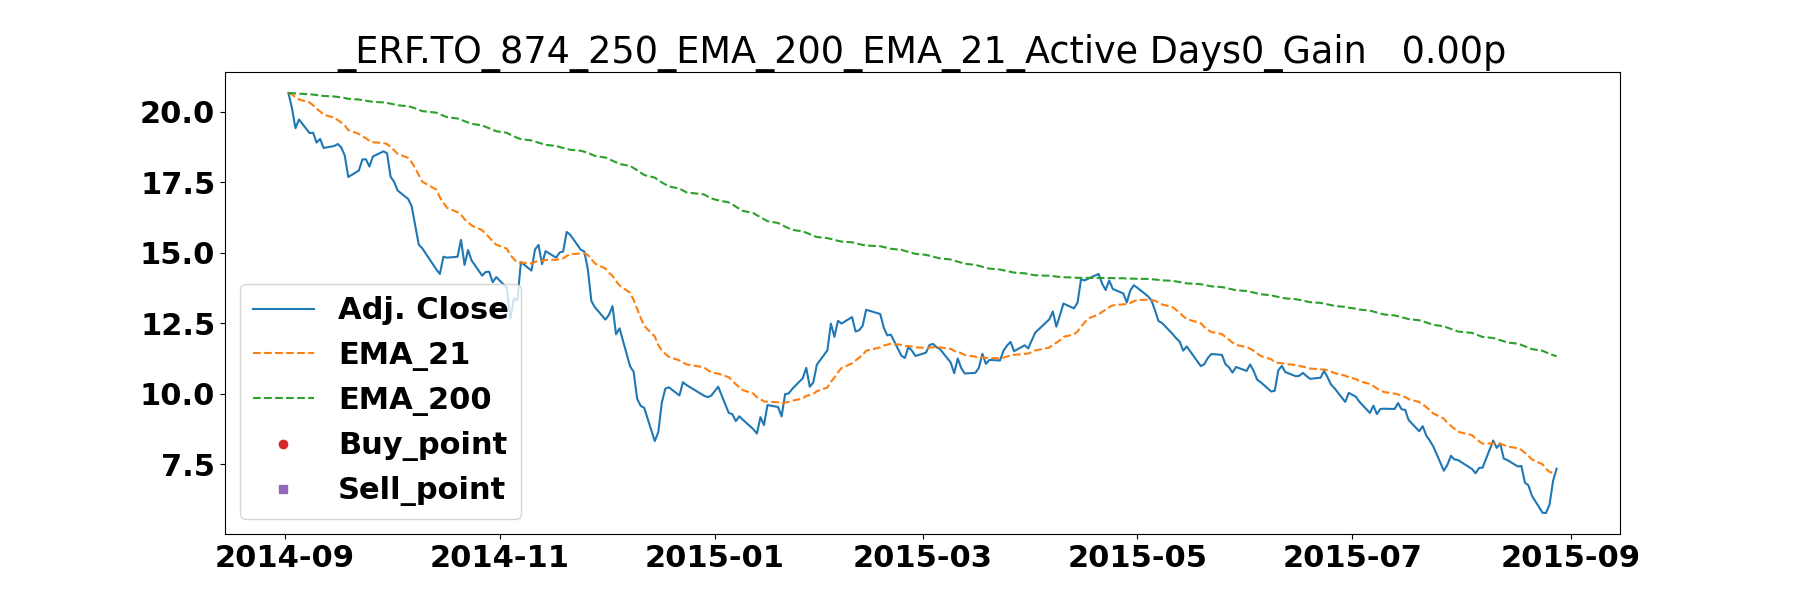 _ERF.TO_874_250_EMA_200_EMA_21_Active Days0_Gain   0.00p
20.0
17.5
15.0
12.5
10.0
7.5
Adj. Close
EMA_21
EMA_200
Buy_point
Sell_point
2014-09 2014-11 2015-01 2015-03 2015-05 2015-07 2015-09